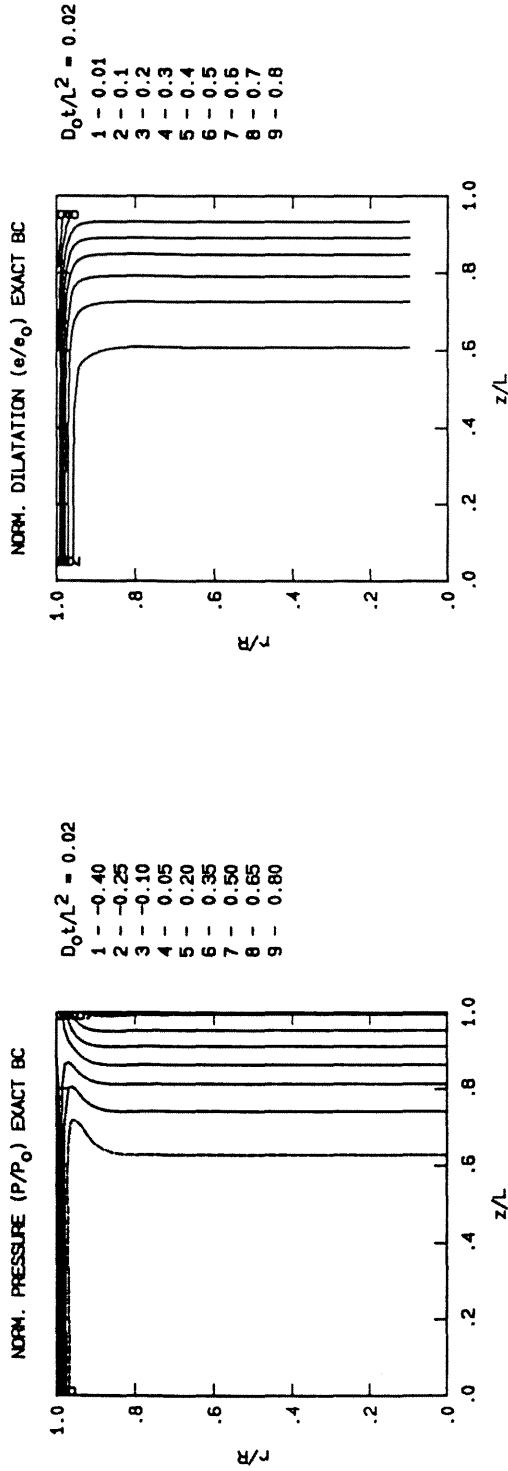 NORM. PRESSURE (P/P₀) EXACT BC
D₀t/L² = 0.02
1 - -0.40
2 - -0.25
3 - -0.10
4 - 0.05
5 - 0.20
6 - 0.35
7 - 0.50
8 - 0.65
9 - 0.80
1.0
.8
.6
.4
.2
.0
r/R
.0
.2
.4
.6
.8
1.0
z/L
NORM. DILATATION (e/e₀) EXACT BC
D₀t/L² = 0.02
1 - 0.01
2 - 0.1
3 - 0.2
4 - 0.3
5 - 0.4
6 - 0.5
7 - 0.6
8 - 0.7
9 - 0.8
1.0
.8
.6
.4
.2
.0
r/R
.0
.2
.4
.6
.8
1.0
z/L